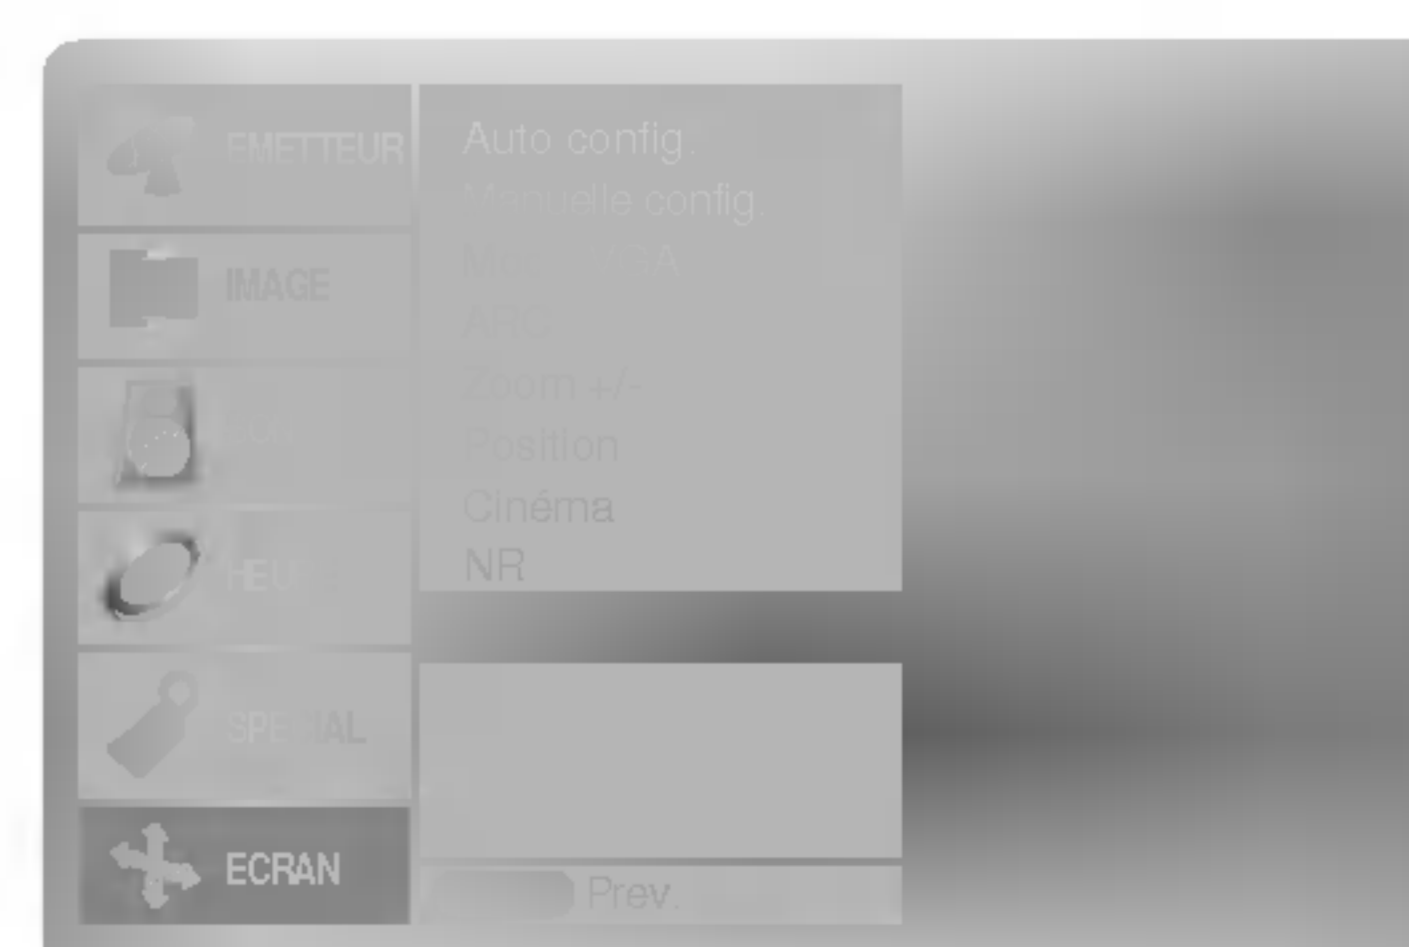 EMETTEUR
IMAGE
SPECIAL
ECRAN
Auto config.
Manuelle config.
ARC
Zoom +/-
Position
Cinéma
NR
Prev.